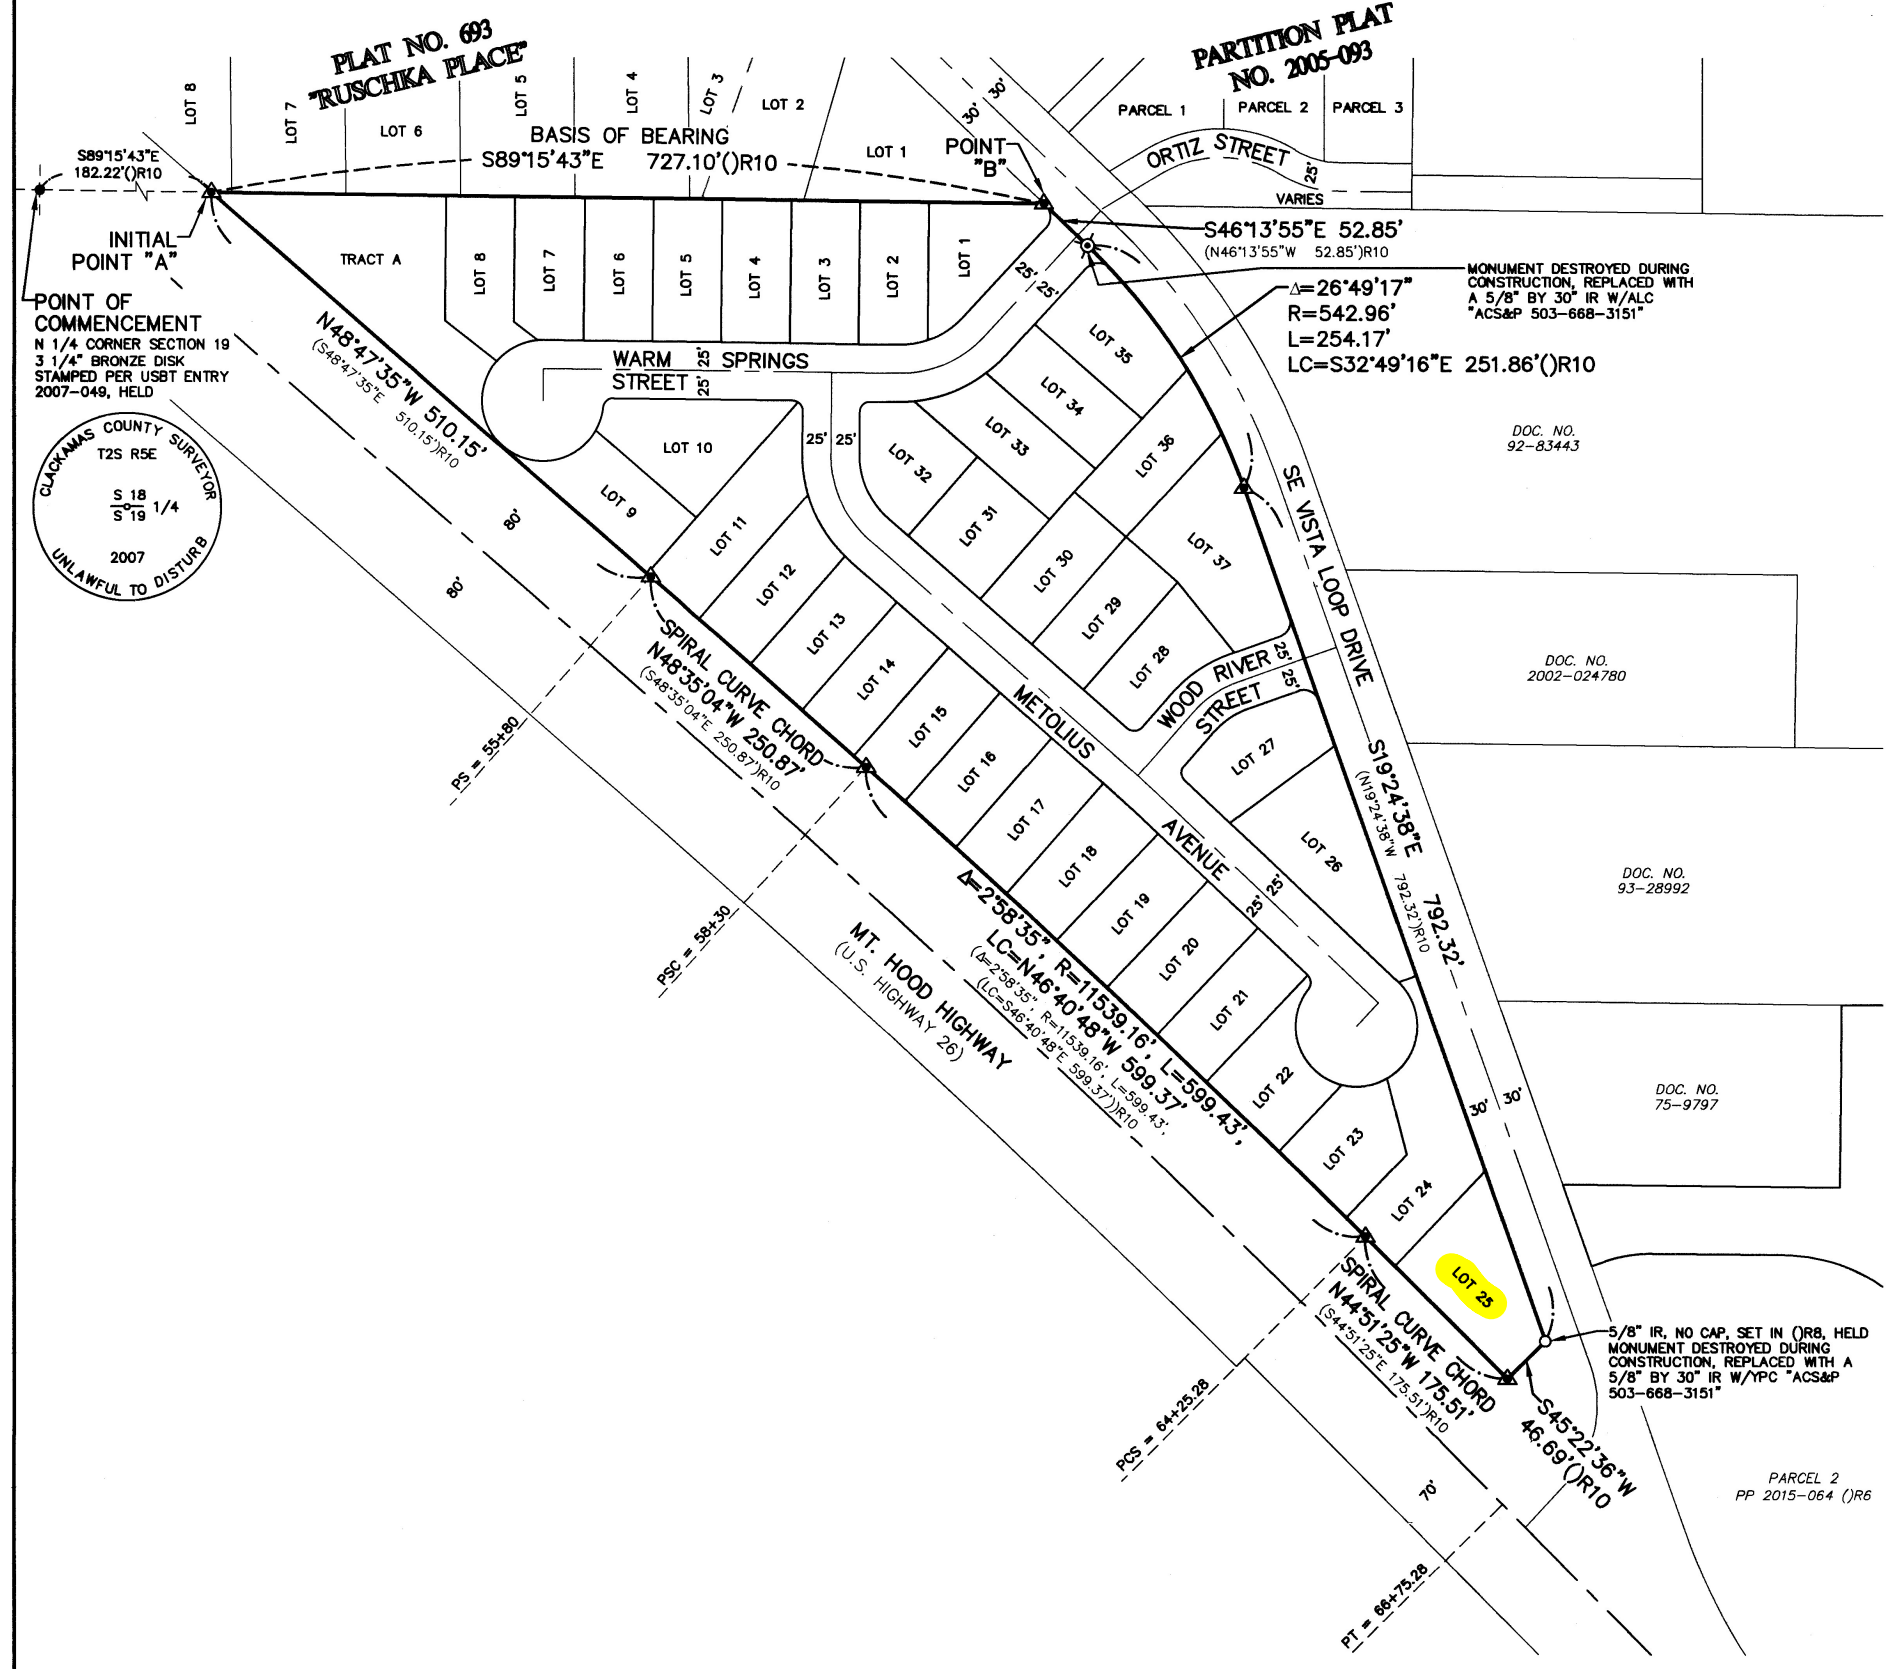 PLAT NO. 693
"RUSCHKA PLACE"
PARTITION PLAT
NO. 2005-093
LOT 8
LOT 7
LOT 6
LOT 5
LOT 4
LOT 3
LOT 2
LOT 1
30' 30'
PARCEL 1
PARCEL 2
PARCEL 3
BASIS OF BEARING
S89°15'43"E 727.10'()R10
S89°15'43"E
182.22'()R10
POINT
"B"
ORTIZ STREET
25'
VARIES
INITIAL
POINT "A"
S46°13'55"E 52.85'
(N46°13'55"W 52.85')R10
MONUMENT DESTROYED DURING
CONSTRUCTION, REPLACED WITH
A 5/8" BY 30" IR W/ALC
"ACS&P 503-668-3151"
Δ=26°49'17"
R=542.96'
L=254.17'
LC=S32°49'16"E 251.86'()R10
POINT OF
COMMENCEMENT
N 1/4 CORNER SECTION 19
3 1/4" BRONZE DISK
STAMPED PER USBT ENTRY
2007-049, HELD
CLACKAMAS COUNTY SURVEYOR
T2S R5E
S 18
S 19
1/4
2007
UNLAWFUL TO DISTURB
TRACT A
LOT 8
LOT 7
LOT 6
LOT 5
LOT 4
LOT 3
LOT 2
LOT 1
25' 25'
N48°47'35"W 510.15'
(S48°47'35"E 510.15')R10
WARM 25' SPRINGS
STREET 25'
LOT 35
LOT 34
LOT 33
LOT 36
LOT 32
LOT 31
LOT 30
LOT 37
LOT 29
LOT 28
25' 25'
LOT 10
LOT 9
LOT 11
LOT 12
LOT 13
LOT 14
LOT 15
LOT 16
LOT 17
LOT 18
LOT 19
LOT 20
LOT 21
LOT 22
LOT 23
LOT 24
LOT 25
LOT 26
LOT 27
80'
80'
SE VISTA LOOP DRIVE
DOC. NO.
92-83443
DOC. NO.
2002-024780
DOC. NO.
93-28992
DOC. NO.
75-9797
WOOD RIVER 25'
STREET 25'
METOLIUS
AVENUE
25' 25'
SPIRAL CURVE CHORD
N48°35'04"W 250.87'
(S48°35'04"E 250.87')R10
PS = 55+80
PSC = 58+30
S19°24'38"E 792.32'
(N19°24'38"W 792.32')R10
Δ=2°58'35", R=11539.16', L=599.43',
LC=N46°40'48"W 599.37'
(Δ=2°58'35", R=11539.16', L=599.43',
(LC=S46°40'48"E 599.37'))R10
MT. HOOD HIGHWAY
(U.S. HIGHWAY 26)
30' 30'
SPIRAL CURVE CHORD
N44°51'25"W 175.51'
(S44°51'25"E 175.51')R10
PCS = 64+25.28
5/8" IR, NO CAP, SET IN ()R8, HELD
MONUMENT DESTROYED DURING
CONSTRUCTION, REPLACED WITH A
5/8" BY 30" IR W/YPC "ACS&P
503-668-3151"
S45°22'36"W
46.69'()R10
70'
PARCEL 2
PP 2015-064 ()R6
PT = 66+75.28